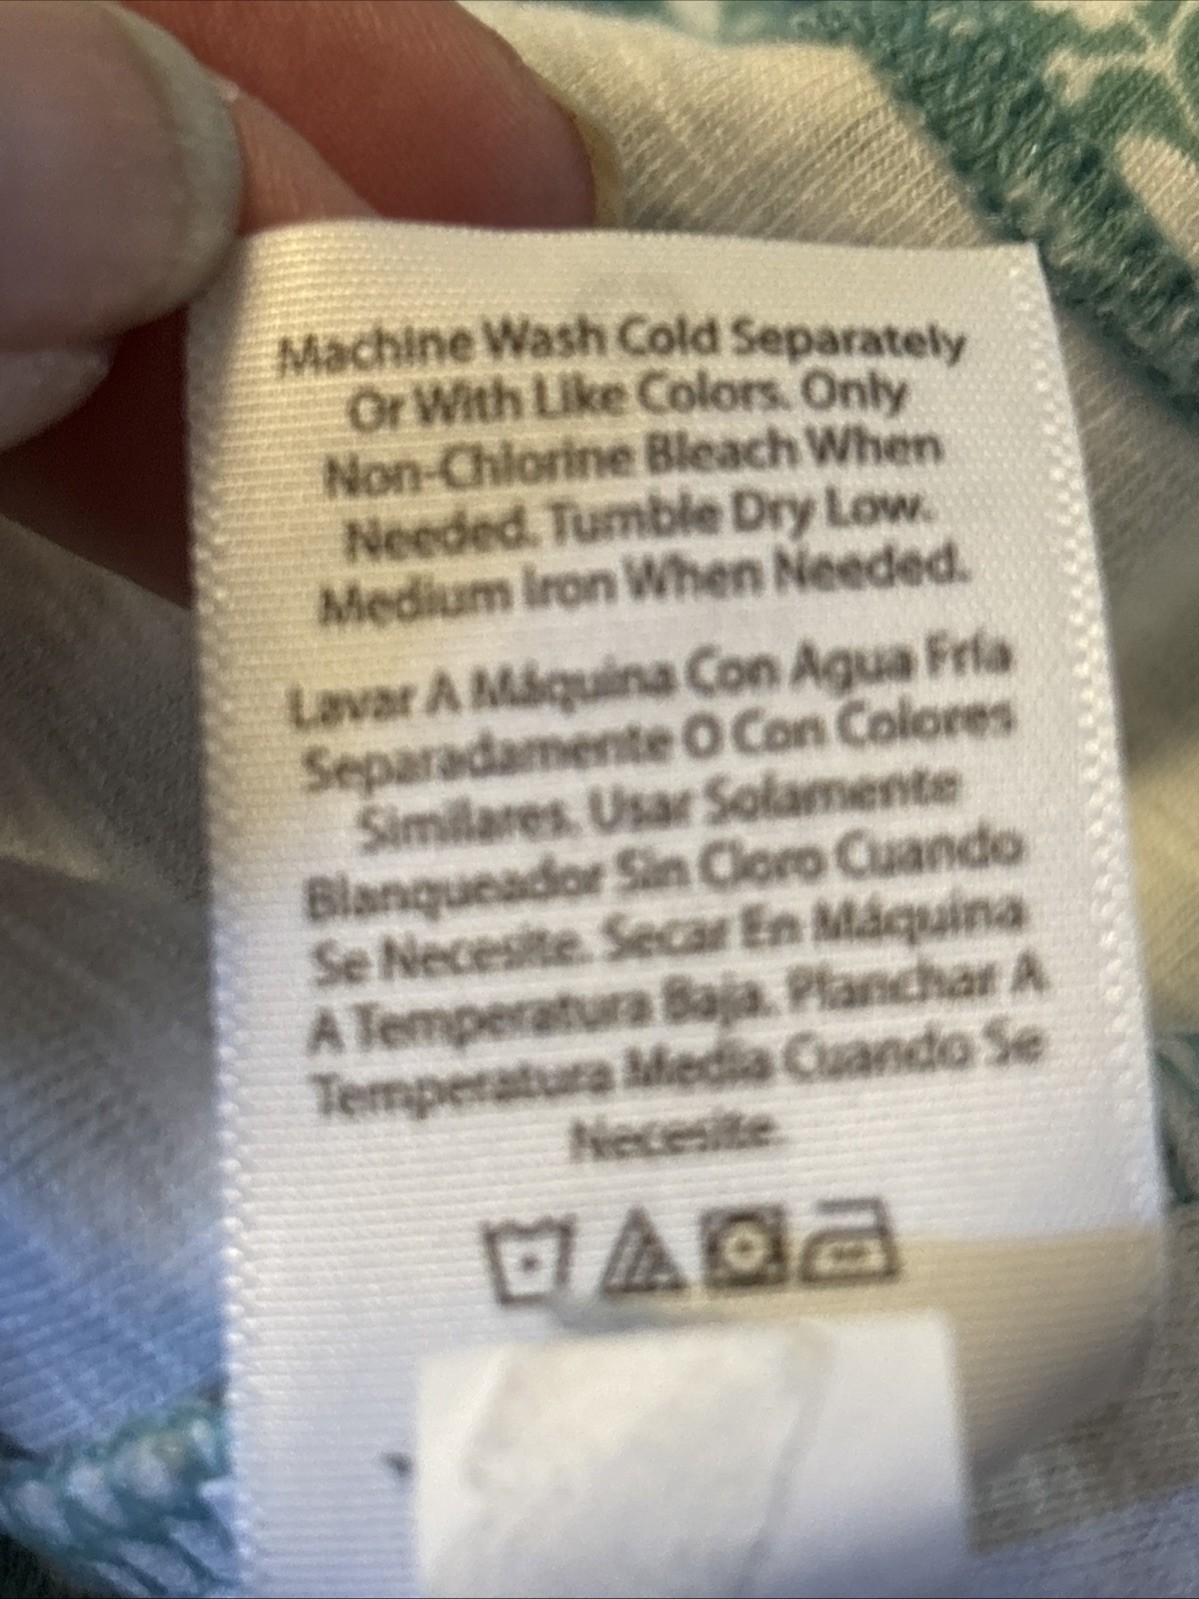 Machine Wash Cold Separately
Or With Like Colors. Only
Non-Chlorine Bleach When
Needed. Tumble Dry Low.
Medium Iron When Needed.
Lavar A Máquina Con Agua Fría
Separadamente O Con Colores
Similares. Usar Solamente
Blanqueador Sin Cloro Cuando
Se Necesite. Secar En Máquina
A Temperatura Baja. Planchar A
Temperatura Media Cuando Se
Necesite.